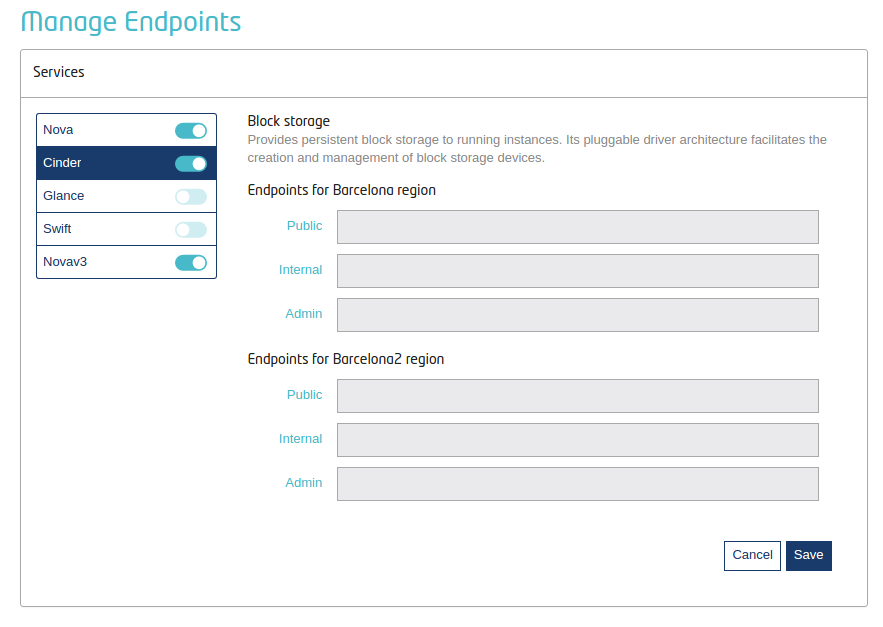 Manage Endpoints
Services
Nova
Cinder
Glance
Swift
Novav3
Block storage
Provides persistent block storage to running instances. Its pluggable driver architecture facilitates the
creation and management of block storage devices.
Endpoints for Barcelona region
Public
Internal
Admin
Endpoints for Barcelona2 region
Public
Internal
Admin
Cancel
Save